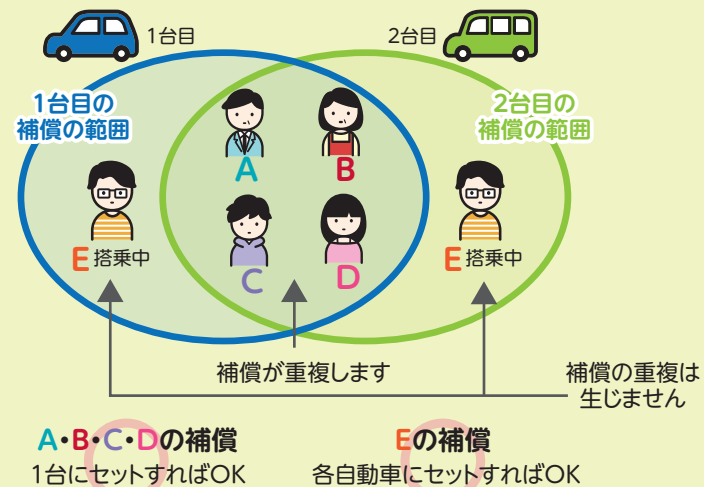 1台目
2台目
1台目の
補償の範囲
2台目の
補償の範囲
A
B
E 搭乗中
C
D
E 搭乗中
補償が重複します
補償の重複は
生じません
A・B・C・Dの補償
1台にセットすればOK
Eの補償
各自動車にセットすればOK